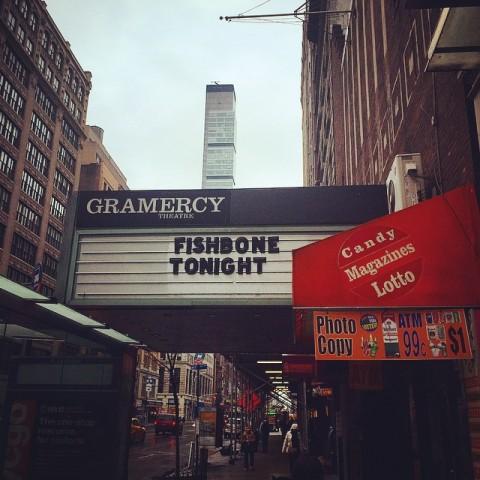 GRAMERCY
THEATRE
FISHBONE
TONIGHT
Candy
Magazines
Lotto
Photo
Copy
ATM
99¢
$1